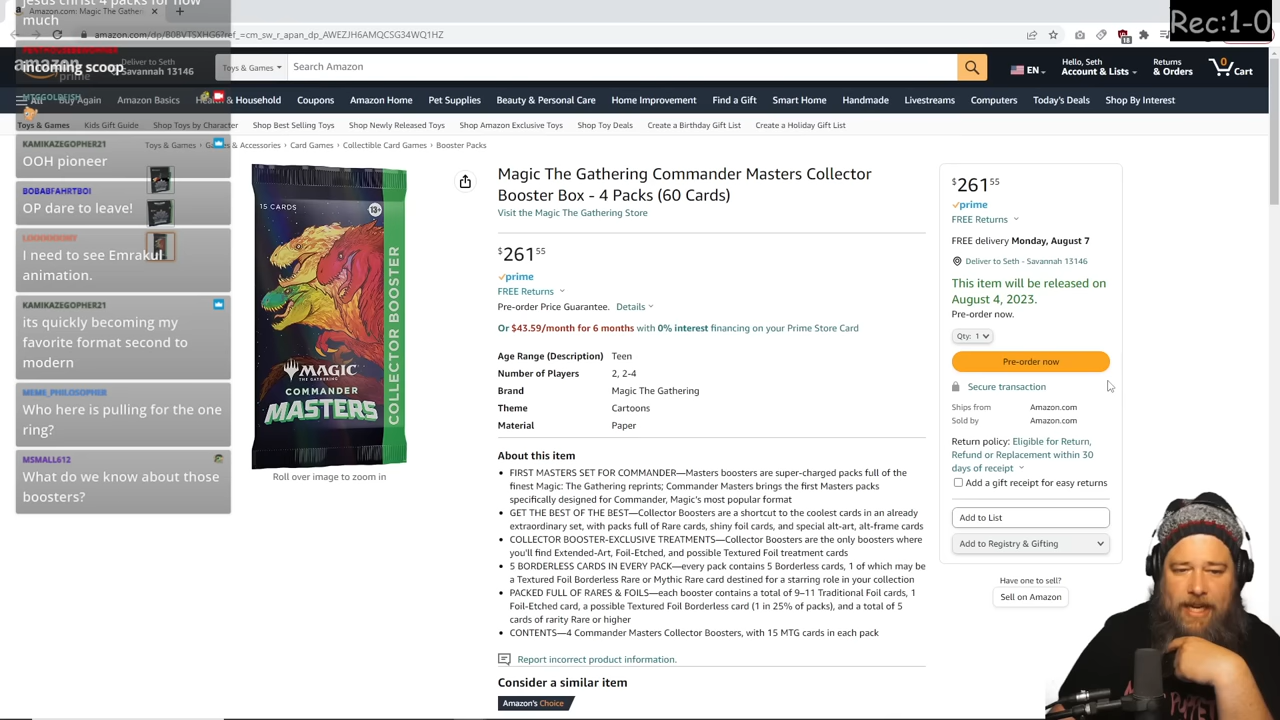 jesus christ 4 packs for how
much
incoming scoop
MTGGOLDFISH
KAMIKAZEGOPHER21
OOH pioneer
BOBABFAHRTBOI
OP dare to leave!
I need to see Emrakul
animation.
KAMIKAZEGOPHER21
its quickly becoming my
favorite format second to
modern
MEME_PHILOSOPHER
Who here is pulling for the one
ring?
MSMALL612
What do we know about those
boosters?
Rec:1-0
Amazon.com: Magic The Gather
amazon.com/dp/B0BVTSXHG6?ref_=cm_sw_r_apan_dp_AWEZJH6AMQCSG34WQ1HZ
amazon
prime
Deliver to Seth
Savannah 13146
Toys & Games
Search Amazon
EN
Hello, Seth
Account & Lists
Returns
& Orders
0
Cart
All
Buy Again
Amazon Basics
Health & Household
Coupons
Amazon Home
Pet Supplies
Beauty & Personal Care
Home Improvement
Find a Gift
Smart Home
Handmade
Livestreams
Computers
Today's Deals
Shop By Interest
Toys & Games
Kids Gift Guide
Shop Toys by Character
Shop Best Selling Toys
Shop Newly Released Toys
Shop Amazon Exclusive Toys
Shop Toy Deals
Create a Birthday Gift List
Create a Holiday Gift List
Toys & Games
& Accessories
Card Games
Collectible Card Games
Booster Packs
15 CARDS
13+
COLLECTOR BOOSTER
MAGIC
THE GATHERING
COMMANDER
MASTERS
Roll over image to zoom in
Magic The Gathering Commander Masters Collector
Booster Box - 4 Packs (60 Cards)
Visit the Magic The Gathering Store
$261 55
prime
FREE Returns
Pre-order Price Guarantee. Details
Or $43.59/month for 6 months with 0% interest financing on your Prime Store Card
Age Range (Description) Teen
Number of Players 2, 2-4
Brand Magic The Gathering
Theme Cartoons
Material Paper
About this item
• FIRST MASTERS SET FOR COMMANDER—Masters boosters are super-charged packs full of the
finest Magic: The Gathering reprints; Commander Masters brings the first Masters packs
specifically designed for Commander, Magic's most popular format
• GET THE BEST OF THE BEST—Collector Boosters are a shortcut to the coolest cards in an already
extraordinary set, with packs full of Rare cards, shiny foil cards, and special alt-art, alt-frame cards
• COLLECTOR BOOSTER-EXCLUSIVE TREATMENTS—Collector Boosters are the only boosters where
you'll find Extended-Art, Foil-Etched, and possible Textured Foil treatment cards
• 5 BORDERLESS CARDS IN EVERY PACK—every pack contains 5 Borderless cards, 1 of which may be
a Textured Foil Borderless Rare or Mythic Rare card destined for a starring role in your collection
• PACKED FULL OF RARES & FOILS—each booster contains a total of 9–11 Traditional Foil cards, 1
Foil-Etched card, a possible Textured Foil Borderless card (1 in 25% of packs), and a total of 5
cards of rarity Rare or higher
• CONTENTS—4 Commander Masters Collector Boosters, with 15 MTG cards in each pack
Report incorrect product information.
Consider a similar item
Amazon's Choice
$261 55
prime
FREE Returns
FREE delivery Monday, August 7
Deliver to Seth - Savannah 13146
This item will be released on
August 4, 2023.
Pre-order now.
Qty: 1
Pre-order now
Secure transaction
Ships from Amazon.com
Sold by Amazon.com
Return policy: Eligible for Return,
Refund or Replacement within 30
days of receipt
Add a gift receipt for easy returns
Add to List
Add to Registry & Gifting
Have one to sell?
Sell on Amazon